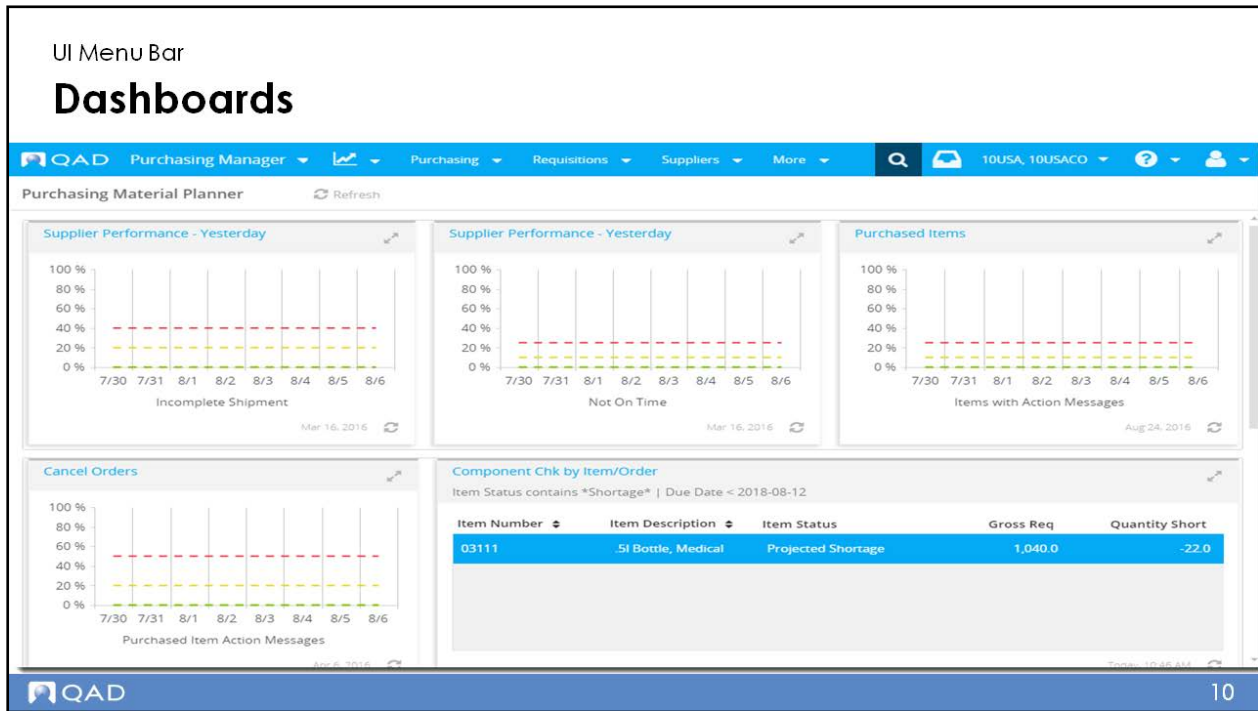 UI Menu Bar
Dashboards
QAD Purchasing Manager Purchasing Requisitions Suppliers More 10USA, 10USACO ?
Purchasing Material Planner Refresh
Supplier Performance - Yesterday
100 %
80 %
60 %
40 %
20 %
0 %
7/30 7/31 8/1 8/2 8/3 8/4 8/5 8/6
Incomplete Shipment
Mar 16, 2016
Supplier Performance - Yesterday
100 %
80 %
60 %
40 %
20 %
0 %
7/30 7/31 8/1 8/2 8/3 8/4 8/5 8/6
Not On Time
Mar 16, 2016
Purchased Items
100 %
80 %
60 %
40 %
20 %
0 %
7/30 7/31 8/1 8/2 8/3 8/4 8/5 8/6
Items with Action Messages
Aug 24, 2016
Cancel Orders
100 %
80 %
60 %
40 %
20 %
0 %
7/30 7/31 8/1 8/2 8/3 8/4 8/5 8/6
Purchased Item Action Messages
Apr 6, 2016
Component Chk by Item/Order
Item Status contains *Shortage* | Due Date < 2018-08-12
Item Number Item Description Item Status Gross Req Quantity Short
03111 .5l Bottle, Medical Projected Shortage 1,040.0 -22.0
Today, 10:46 AM
QAD 10